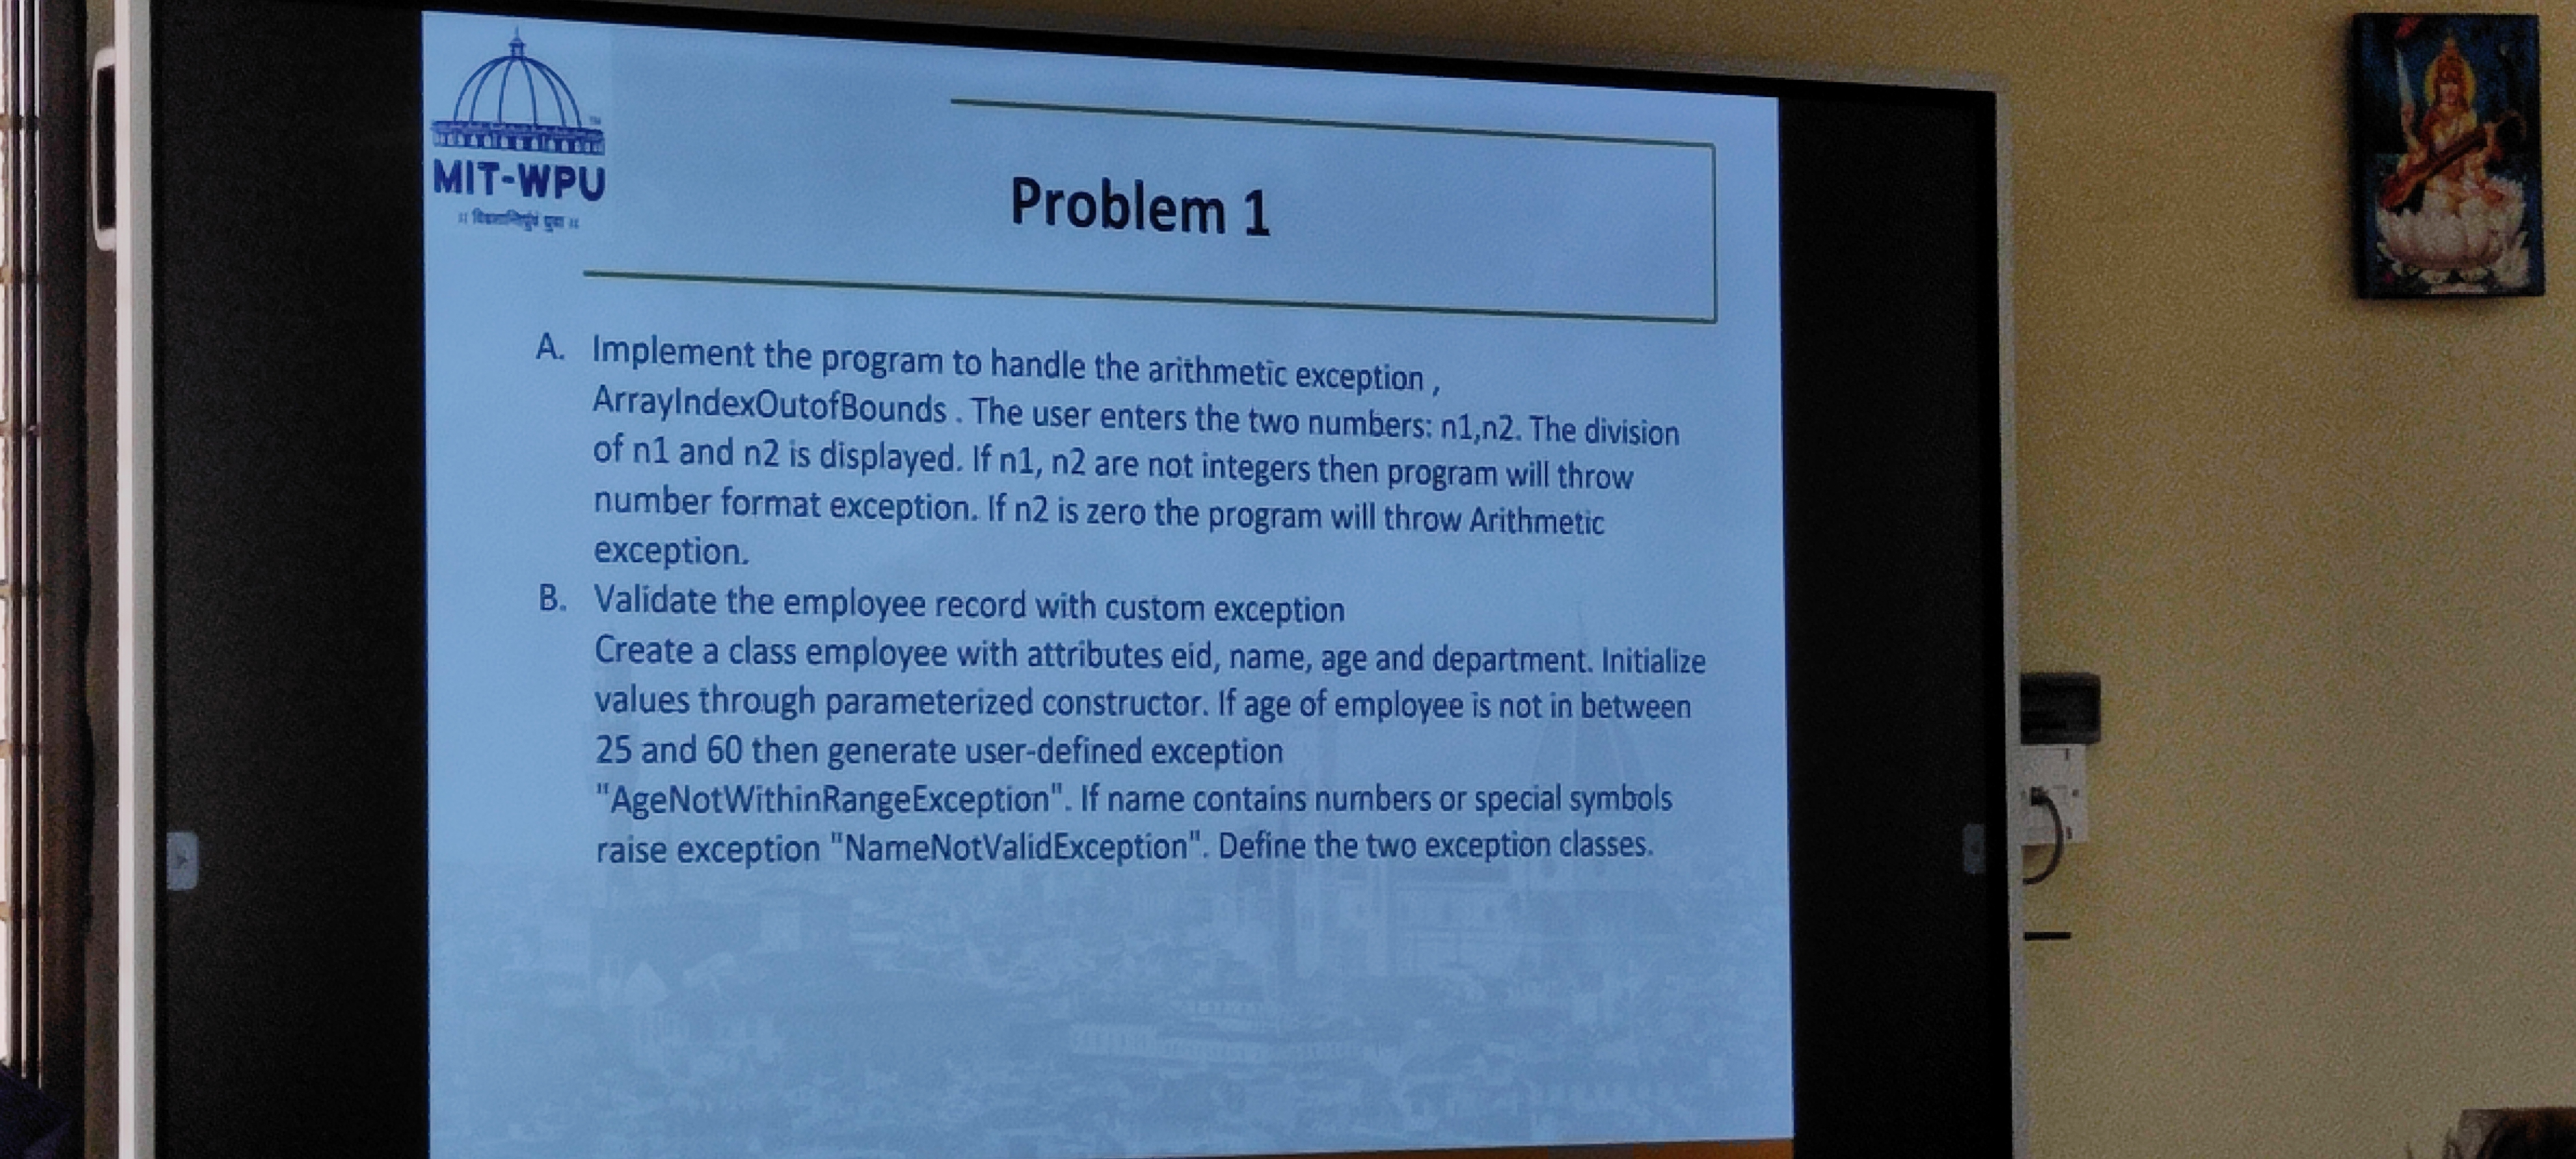 MIT-WPU
Problem 1
A. Implement the program to handle the arithmetic exception ,
ArrayIndexOutofBounds . The user enters the two numbers: n1,n2. The division
of n1 and n2 is displayed. If n1, n2 are not integers then program will throw
number format exception. If n2 is zero the program will throw Arithmetic
exception.
B. Validate the employee record with custom exception
Create a class employee with attributes eid, name, age and department. Initialize
values through parameterized constructor. If age of employee is not in between
25 and 60 then generate user-defined exception
"AgeNotWithinRangeException". If name contains numbers or special symbols
raise exception "NameNotValidException". Define the two exception classes.